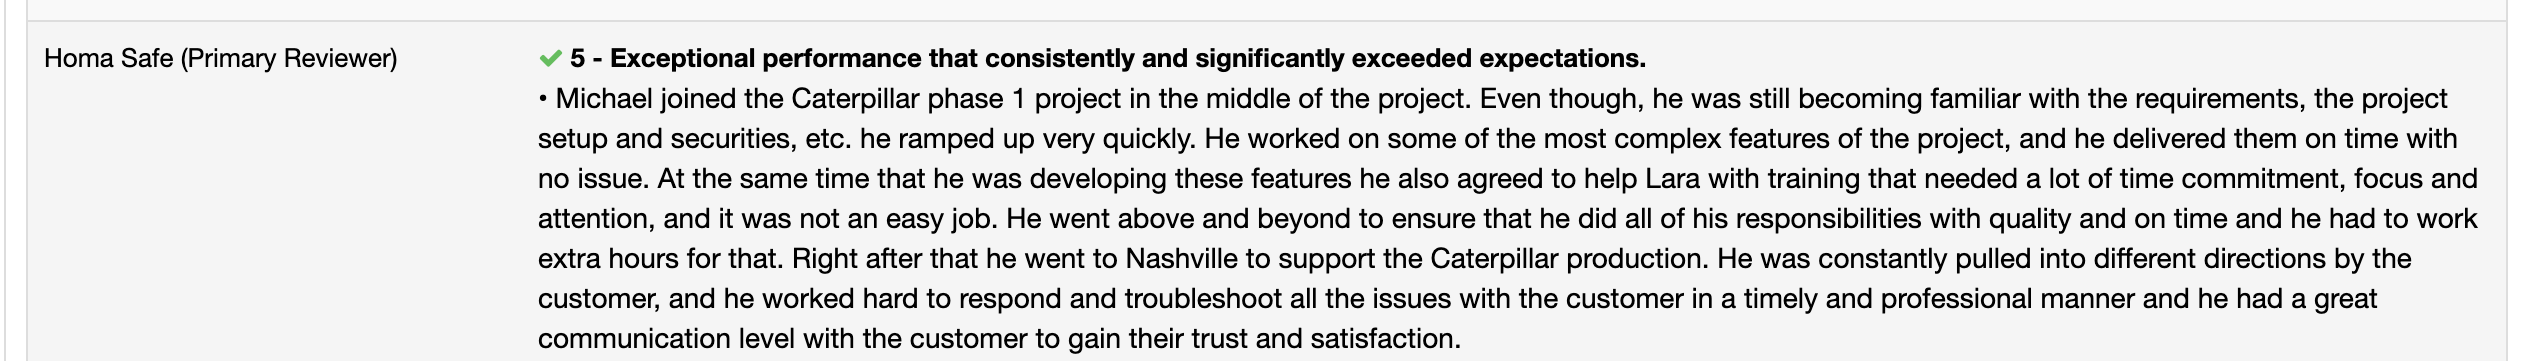 Homa Safe (Primary Reviewer)
✔ 5 - Exceptional performance that consistently and significantly exceeded expectations.
• Michael joined the Caterpillar phase 1 project in the middle of the project. Even though, he was still becoming familiar with the requirements, the project
setup and securities, etc. he ramped up very quickly. He worked on some of the most complex features of the project, and he delivered them on time with
no issue. At the same time that he was developing these features he also agreed to help Lara with training that needed a lot of time commitment, focus and
attention, and it was not an easy job. He went above and beyond to ensure that he did all of his responsibilities with quality and on time and he had to work
extra hours for that. Right after that he went to Nashville to support the Caterpillar production. He was constantly pulled into different directions by the
customer, and he worked hard to respond and troubleshoot all the issues with the customer in a timely and professional manner and he had a great
communication level with the customer to gain their trust and satisfaction.